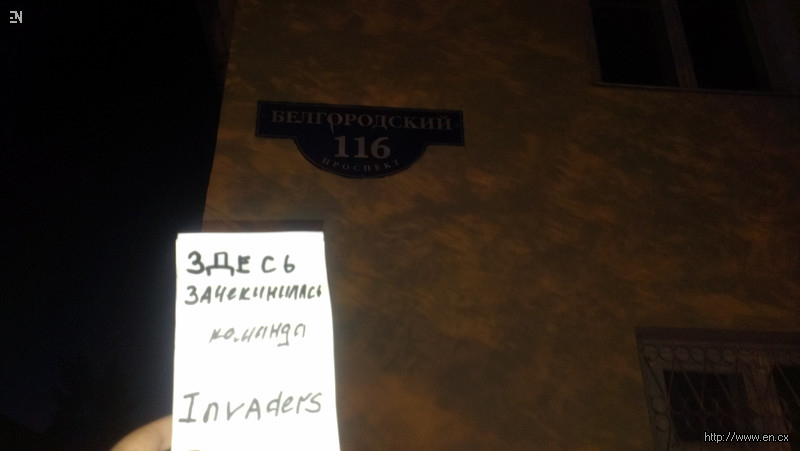 EN
БЕЛГОРОДСКИЙ
116
ПРОСПЕКТ
ЗДЕСЬ
ЗАЧЕКИНИЛАСЬ
команда
Invaders
http://www.en.cx